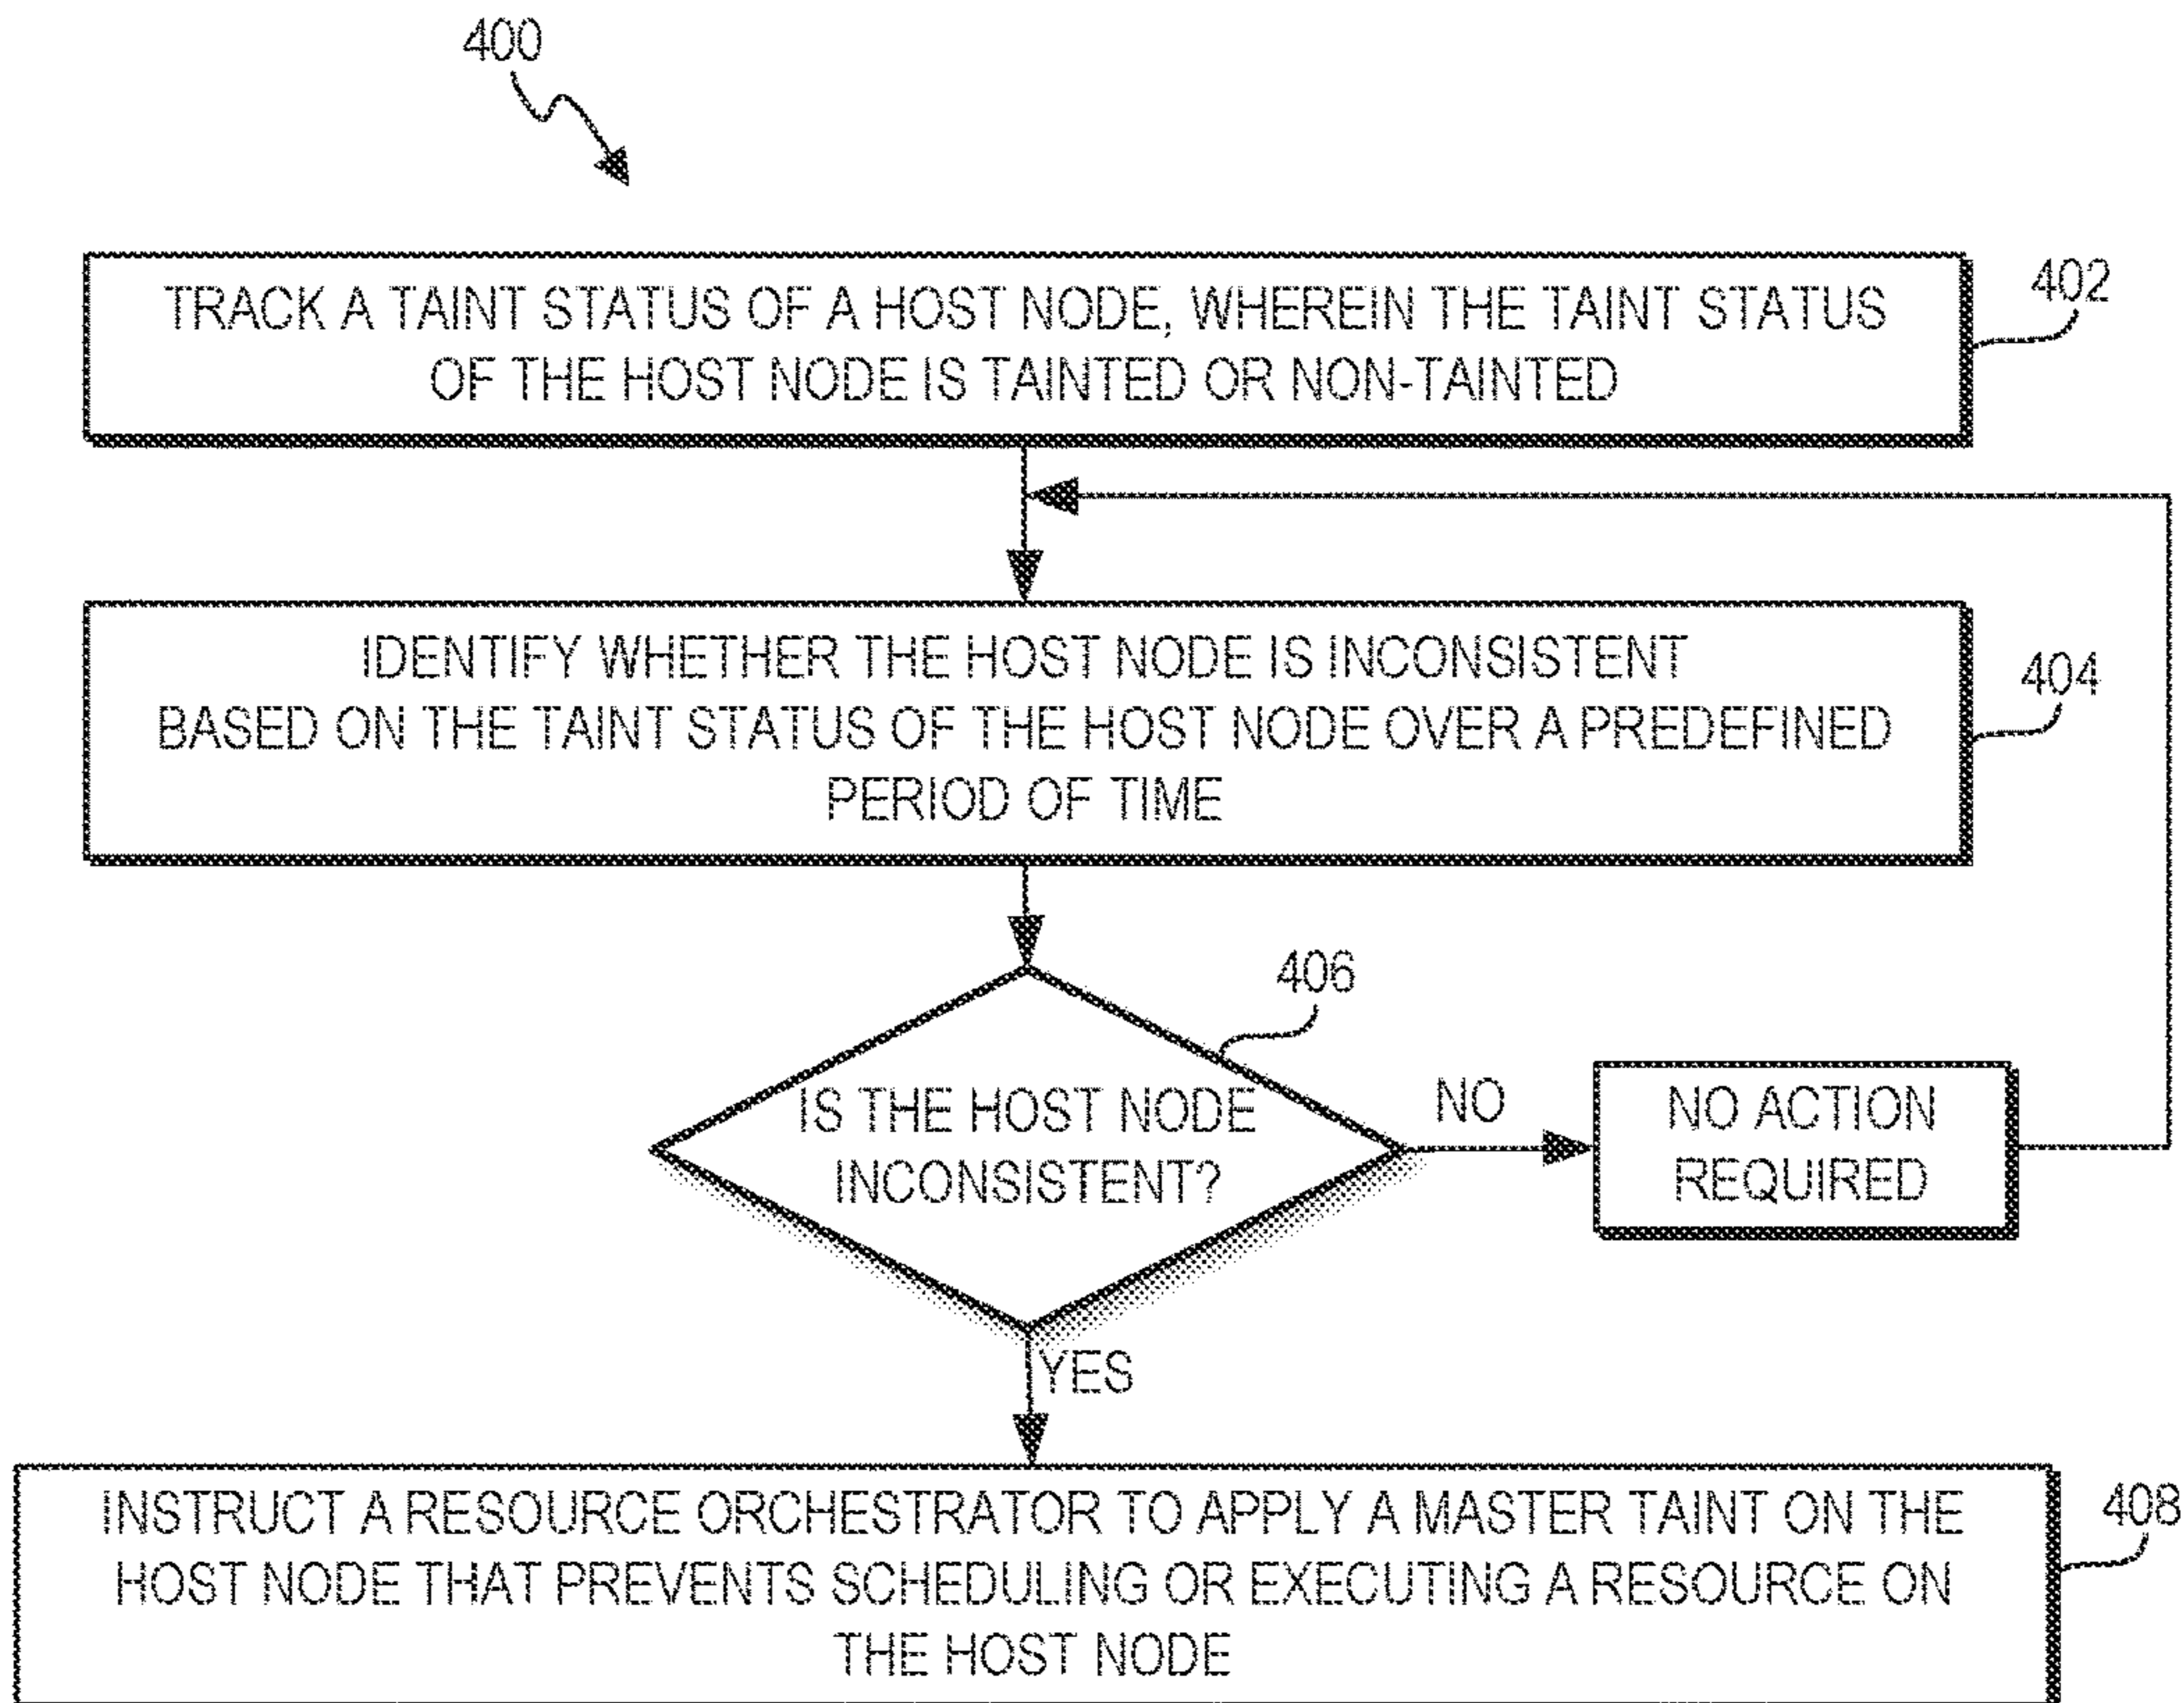 400
TRACK A TAINT STATUS OF A HOST NODE, WHEREIN THE TAINT STATUS
OF THE HOST NODE IS TAINTED OR NON-TAINTED
402
IDENTIFY WHETHER THE HOST NODE IS INCONSISTENT
BASED ON THE TAINT STATUS OF THE HOST NODE OVER A PREDEFINED
PERIOD OF TIME
404
406
IS THE HOST NODE
INCONSISTENT?
NO
NO ACTION
REQUIRED
YES
INSTRUCT A RESOURCE ORCHESTRATOR TO APPLY A MASTER TAINT ON THE
HOST NODE THAT PREVENTS SCHEDULING OR EXECUTING A RESOURCE ON
THE HOST NODE
408